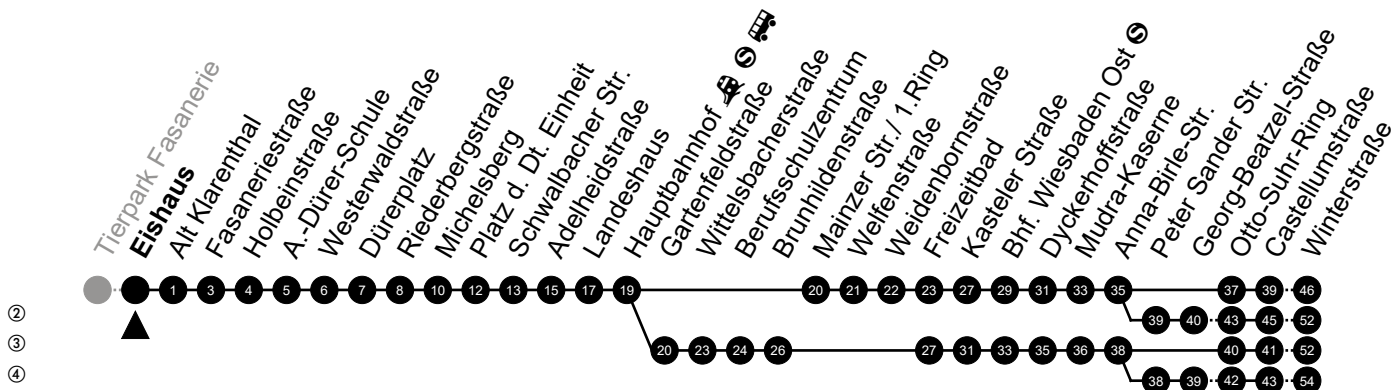 Tierpark Fasanerie
Eishaus
Alt Klarenthal
Fasaneriestraße
Holbeinstraße
A.-Dürer-Schule
Westerwaldstraße
Dürerplatz
Riederbergstraße
Michelsberg
Platz d. Dt. Einheit
Schwalbacher Str.
Adelheidstraße
Landeshaus
Hauptbahnhof S
Gartenfeldstraße
Wittelsbacherstraße
Berufsschulzentrum
Brunhildenstraße
Mainzer Str./ 1.Ring
Welfenstraße
Weidenbornstraße
Freizeitbad
Kasteler Straße
Bhf. Wiesbaden Ost S
Dyckerhoffstraße
Mudra-Kaserne
Anna-Birle-Str.
Peter Sander Str.
Georg-Beatzel-Straße
Otto-Suhr-Ring
Castellumstraße
Winterstraße
1 3 4 5 6 7 8 10 12 13 15 17 19 20 21 22 23 27 29 31 33 35 37 39 46
② 39 40 43 45 52
③ 20 23 24 26 27 31 33 35 36 38 40 41 52
④ 38 39 42 43 54